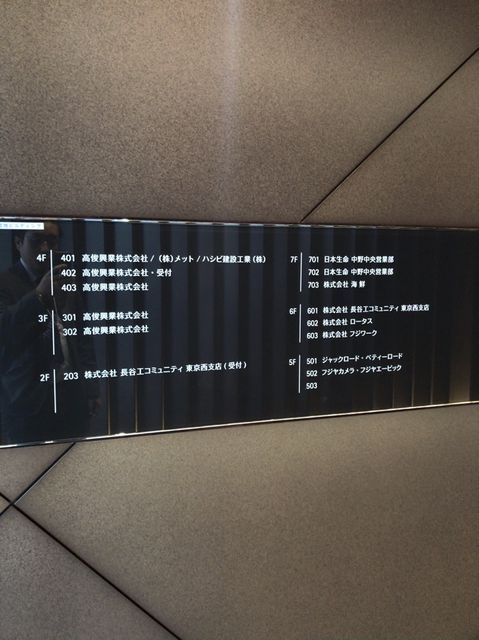 4F 401 高俊興業株式会社 / (株)メット / ハシビ建設工業(株)
402 高俊興業株式会社・受付
403 高俊興業株式会社
3F 301 高俊興業株式会社
302 高俊興業株式会社
2F 203 株式会社 長谷工コミュニティ 東京西支店(受付)
7F 701 日本生命 中野中央営業部
702 日本生命 中野中央営業部
703 株式会社 海鮮
6F 601 株式会社 長谷工コミュニティ 東京西支店
602 株式会社 ロータス
603 株式会社 フジワーク
5F 501 ジャックロード・ベティーロード
502 フジヤカメラ・フジヤエービック
503